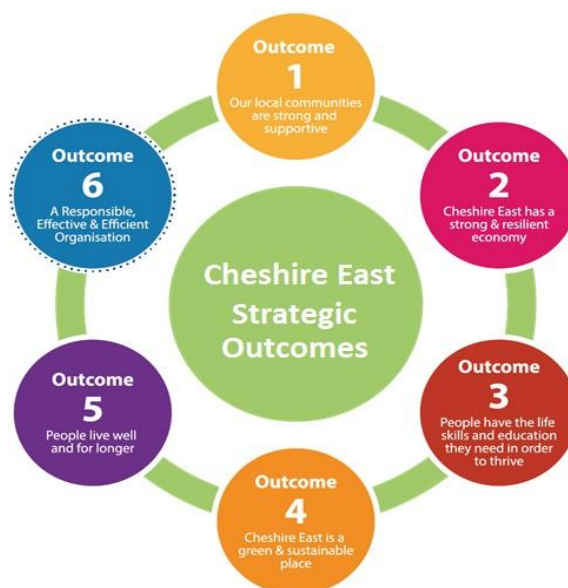 Outcome
1
Our local communities
are strong and
supportive
Outcome
2
Cheshire East has a
strong & resilient
economy
Outcome
3
People have the life
skills and education
they need in order
to thrive
Outcome
4
Cheshire East is a
green & sustainable
place
Outcome
5
People live well
and for longer
Outcome
6
A Responsible,
Effective & Efficient
Organisation
Cheshire East
Strategic
Outcomes